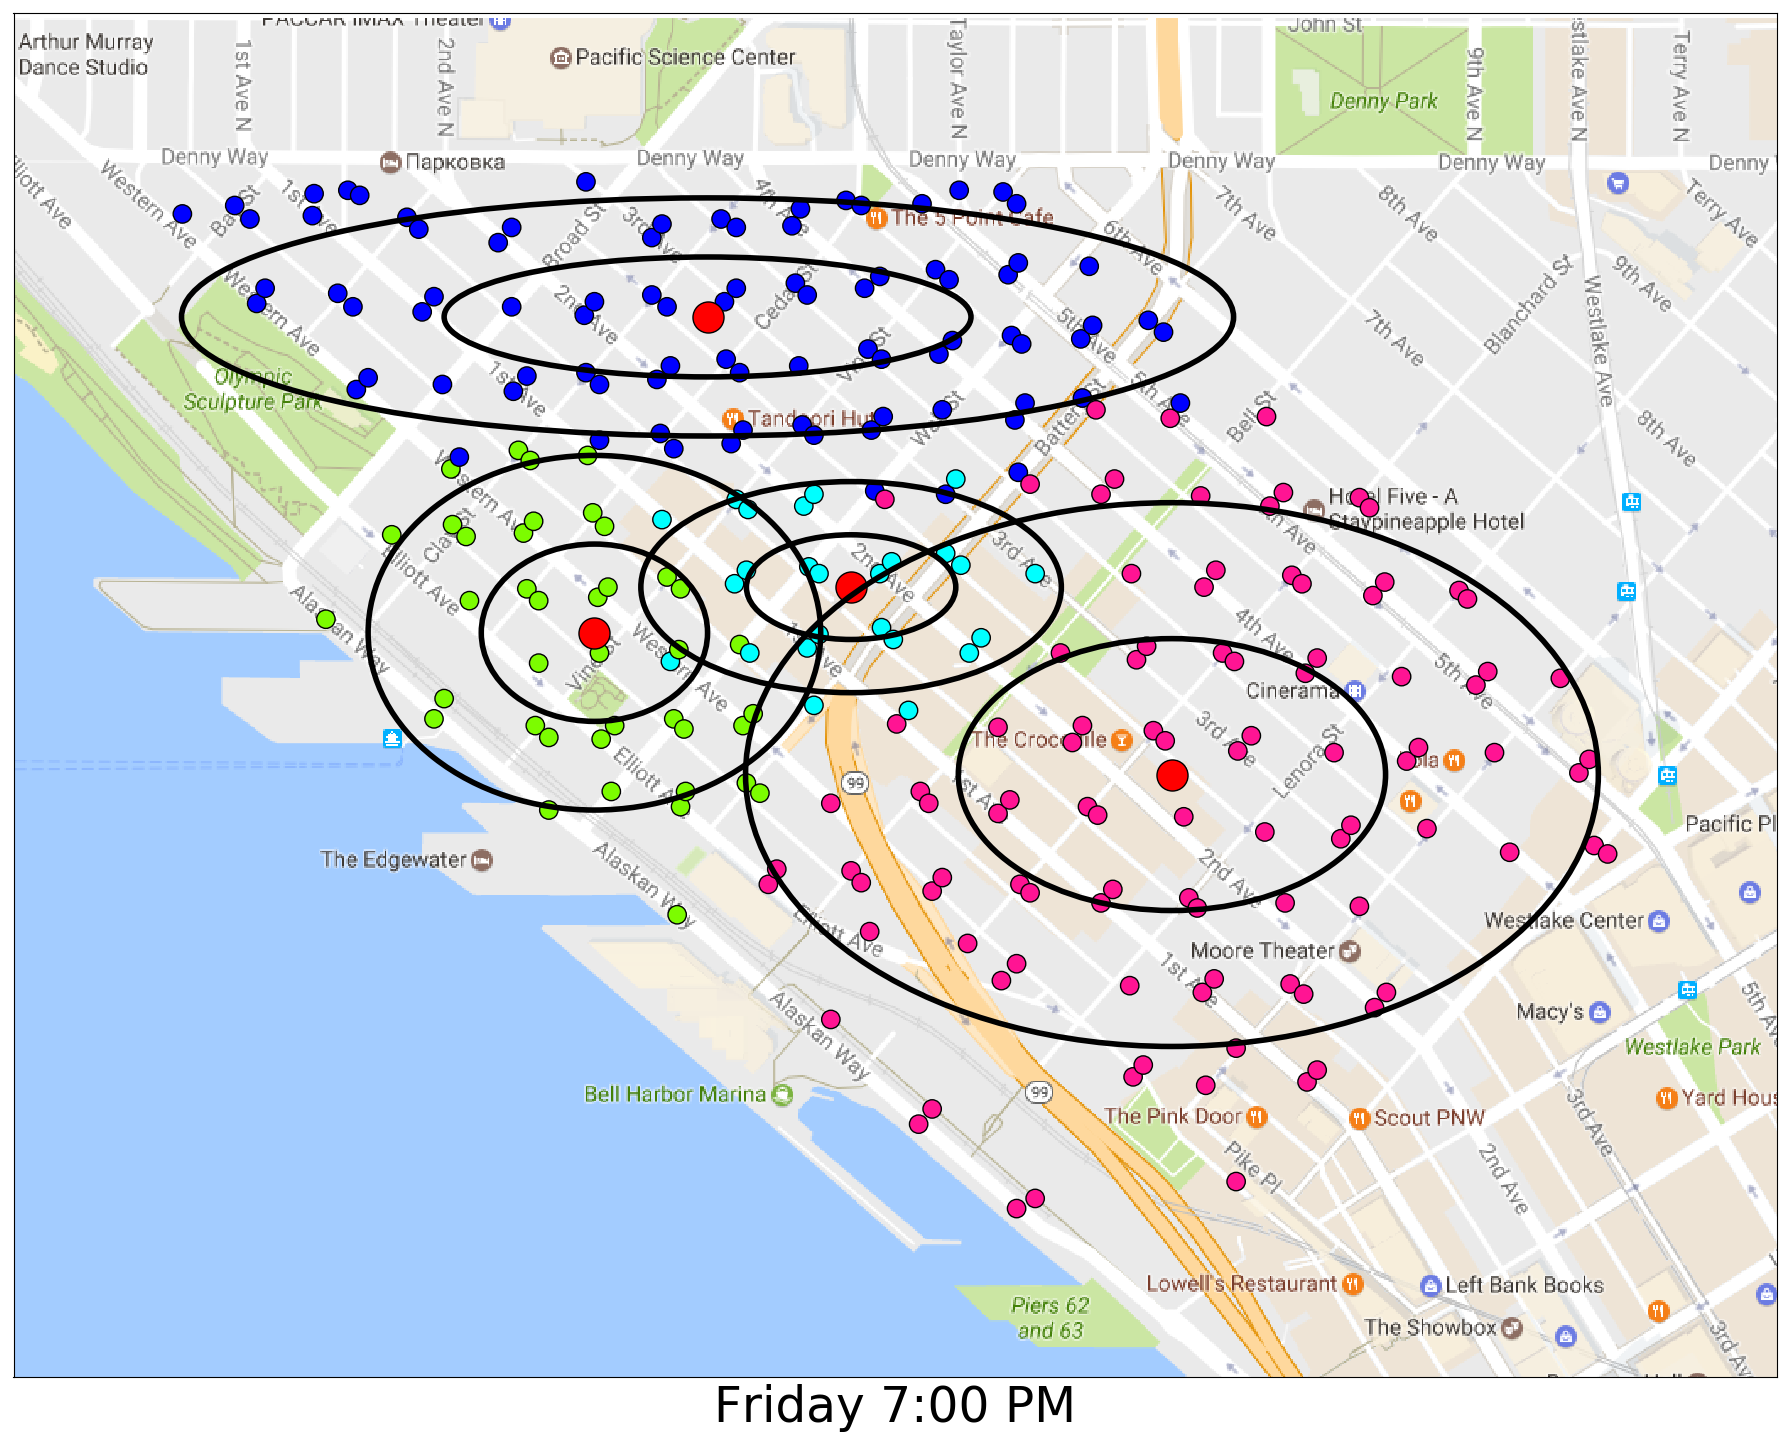 PACCAR IMAX Theater
John St
Arthur Murray
Dance Studio
1st Ave N
2nd Ave N
Pacific Science Center
Taylor Ave N
Denny Park
9th Ave N
Westlake Ave N
Terry Ave N
Denny Way
Парковка
Denny Way
Denny Way
Denny Way
Denny Way
Denny
Elliott Ave
Western Ave
Bay St
1st Ave
Broad St
3rd Ave
4th Ave
The 5 Point Cafe
6th Ave
7th Ave
8th Ave
Terry Ave
9th Ave
Western Ave
2nd Ave
Cedar St
5th Ave
Blanchard St
Westlake Ave
7th Ave
Olympic
Sculpture Park
1st Ave
Vine St
Tandoori Hut
Wall St
Battery St
5th Ave
Bell St
8th Ave
Western Ave
Clay St
Elliott Ave
Hotel Five - A
Staypineapple Hotel
6th Ave
2nd Ave
3rd Ave
Alaskan Way
Vine St
Western Ave
1st Ave
4th Ave
5th Ave
Cinerama
The Crocodile
3rd Ave
Lenora St
Lola
Elliott Ave
99
1st Ave
Pacific Pl
The Edgewater
Alaskan Way
2nd Ave
Westlake Center
Elliott Ave
Moore Theater
1st Ave
Macy's
5th Ave
Alaskan Way
Westlake Park
Bell Harbor Marina
99
The Pink Door
Scout PNW
Yard Hous
3rd Ave
Pike Pl
2nd Ave
Lowell's Restaurant
Left Bank Books
Piers 62
and 63
The Showbox
3rd Ave
Friday 7:00 PM